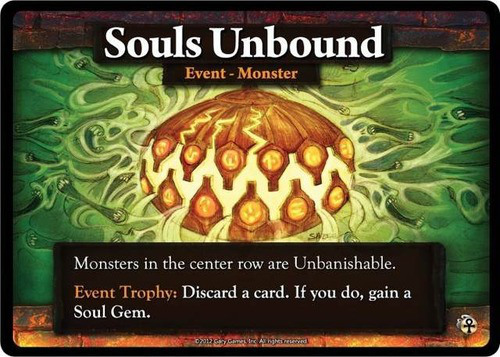 Souls Unbound
Event - Monster
Monsters in the center row are Unbanishable.
Event Trophy: Discard a card. If you do, gain a
Soul Gem.
©2012 Gary Games, Inc. All rights reserved.